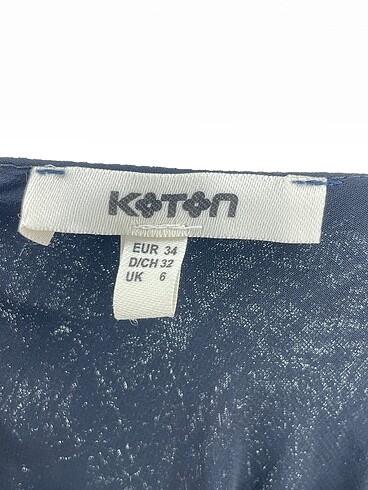 KOTON
EUR 34
D/CH 32
UK 6